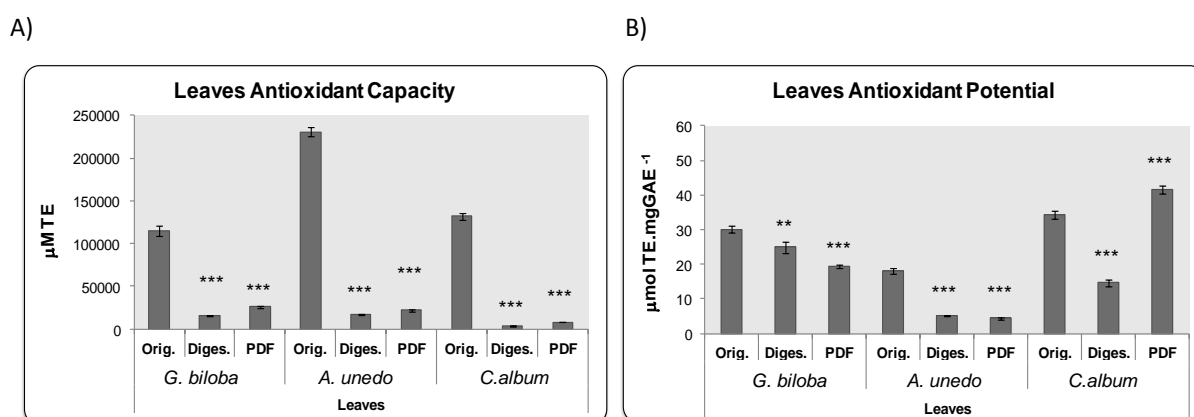 A)
Leaves Antioxidant Capacity
µM TE
250000
200000
150000
100000
50000
0
*** *** *** *** *** ***
Orig. Diges. PDF Orig. Diges. PDF Orig. Diges. PDF
G. biloba A. unedo C.album
Leaves
B)
Leaves Antioxidant Potential
µmol TE.mgGAE⁻¹
60
50
40
30
20
10
0
** *** *** *** *** ***
Orig. Diges. PDF Orig. Diges. PDF Orig. Diges. PDF
G. biloba A. unedo C.album
Leaves